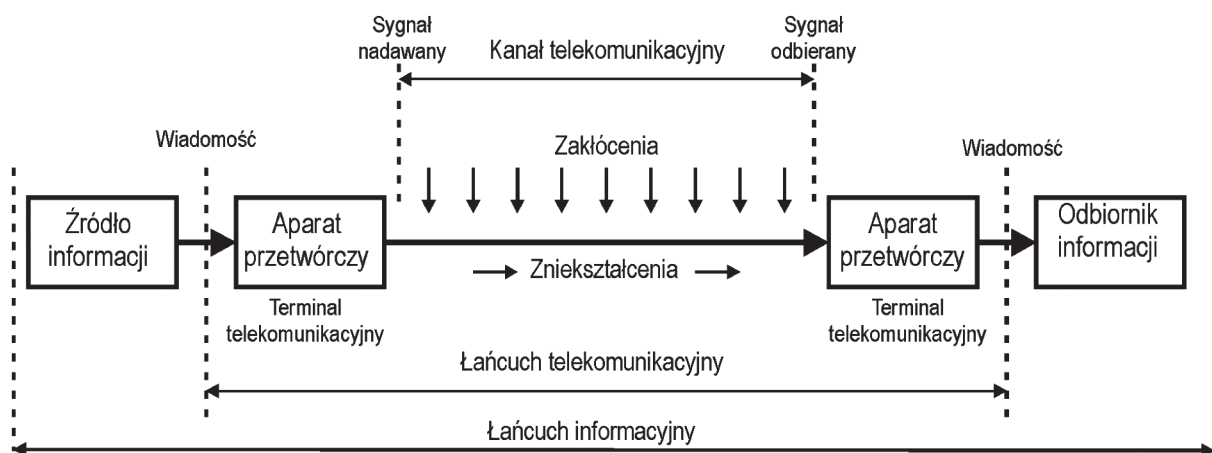 Sygnał
nadawany
Kanał telekomunikacyjny
Sygnał
odbierany
Wiadomość
Zakłócenia
Wiadomość
Źródło
informacji
Aparat
przetwórczy
Aparat
przetwórczy
Odbiornik
informacji
Zniekształcenia
Terminal
telekomunikacyjny
Terminal
telekomunikacyjny
Łańcuch telekomunikacyjny
Łańcuch informacyjny